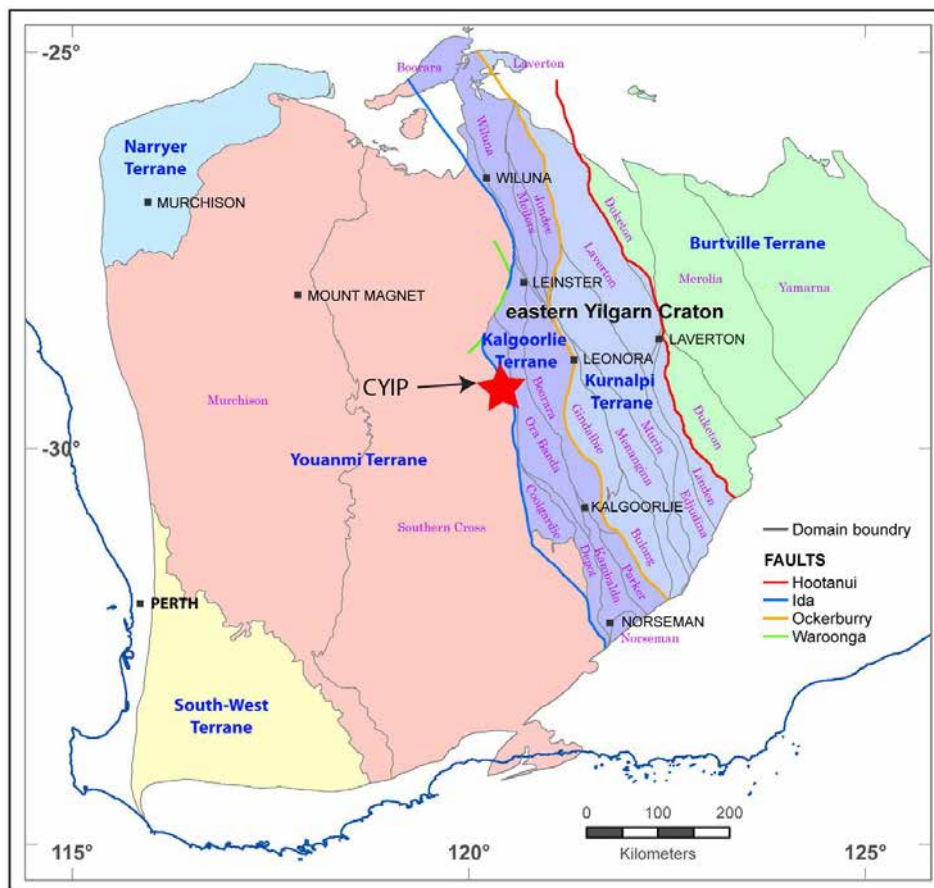 -25°
Boorara
Laverton
Narryer
Terrane
Wiluna
WILUNA
MURCHISON
Moilers
Jundee
Duketon
Burtville Terrane
Laverton
Merolia
Yamarna
LEINSTER
MOUNT MAGNET
eastern Yilgarn Craton
Kalgoorlie
Terrane
LAVERTON
LEONORA
CYIP
Kurnalpi
Terrane
Murchison
Boorara
Gindalbie
Duketon
-30°
Ora Banda
Menangina
Murin
Youanmi Terrane
Linden
Edjudina
Coolgardie
KALGOORLIE
Southern Cross
Bulong
Domain boundry
Depot
Kambalda
Parker
FAULTS
Hootanui
Ida
PERTH
Ockerburry
NORSEMAN
Waroonga
Norseman
South-West
Terrane
0 100 200
Kilometers
115° 120° 125°